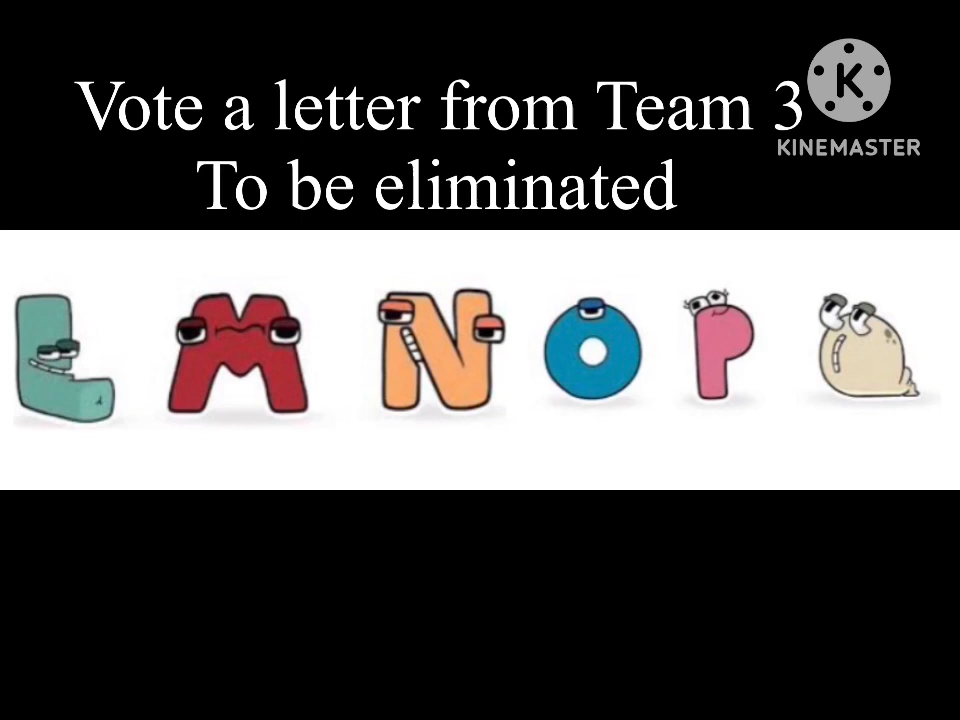 Vote a letter from Team 3
To be eliminated
K
KINEMASTER
L M N O P Q